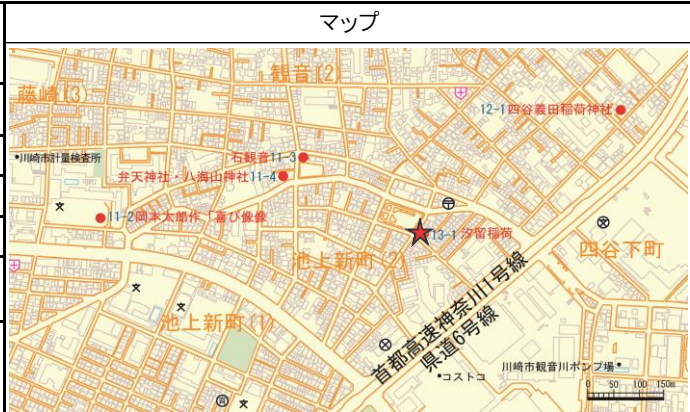 マップ
観音(2)
藤崎(3)
12-1四谷義田稲荷神社
•川崎市計量検査所
石観音11-3
弁天神社・八海山神社11-4
11-2岡本太郎作「喜び像像
13-1汐留稲荷
四谷下町
池上新町(2)
首都高速神奈川1号線
県道6号線
池上新町(1)
川崎市観音川ポンプ場•
•コストコ
0 50 100 150m